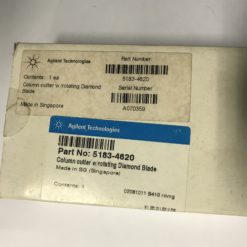 Agilent Technologies
Part Number
5183-4620
Contents: 1 ea
Column cutter w/rotating Diamond
Blade
Serial Number
Made in Singapore
A070359
Agilent Technologies
Part No: 5183-4620
Column cutter w/rotating Diamond Blade
Made in SG (Singapore)
Contents: 1